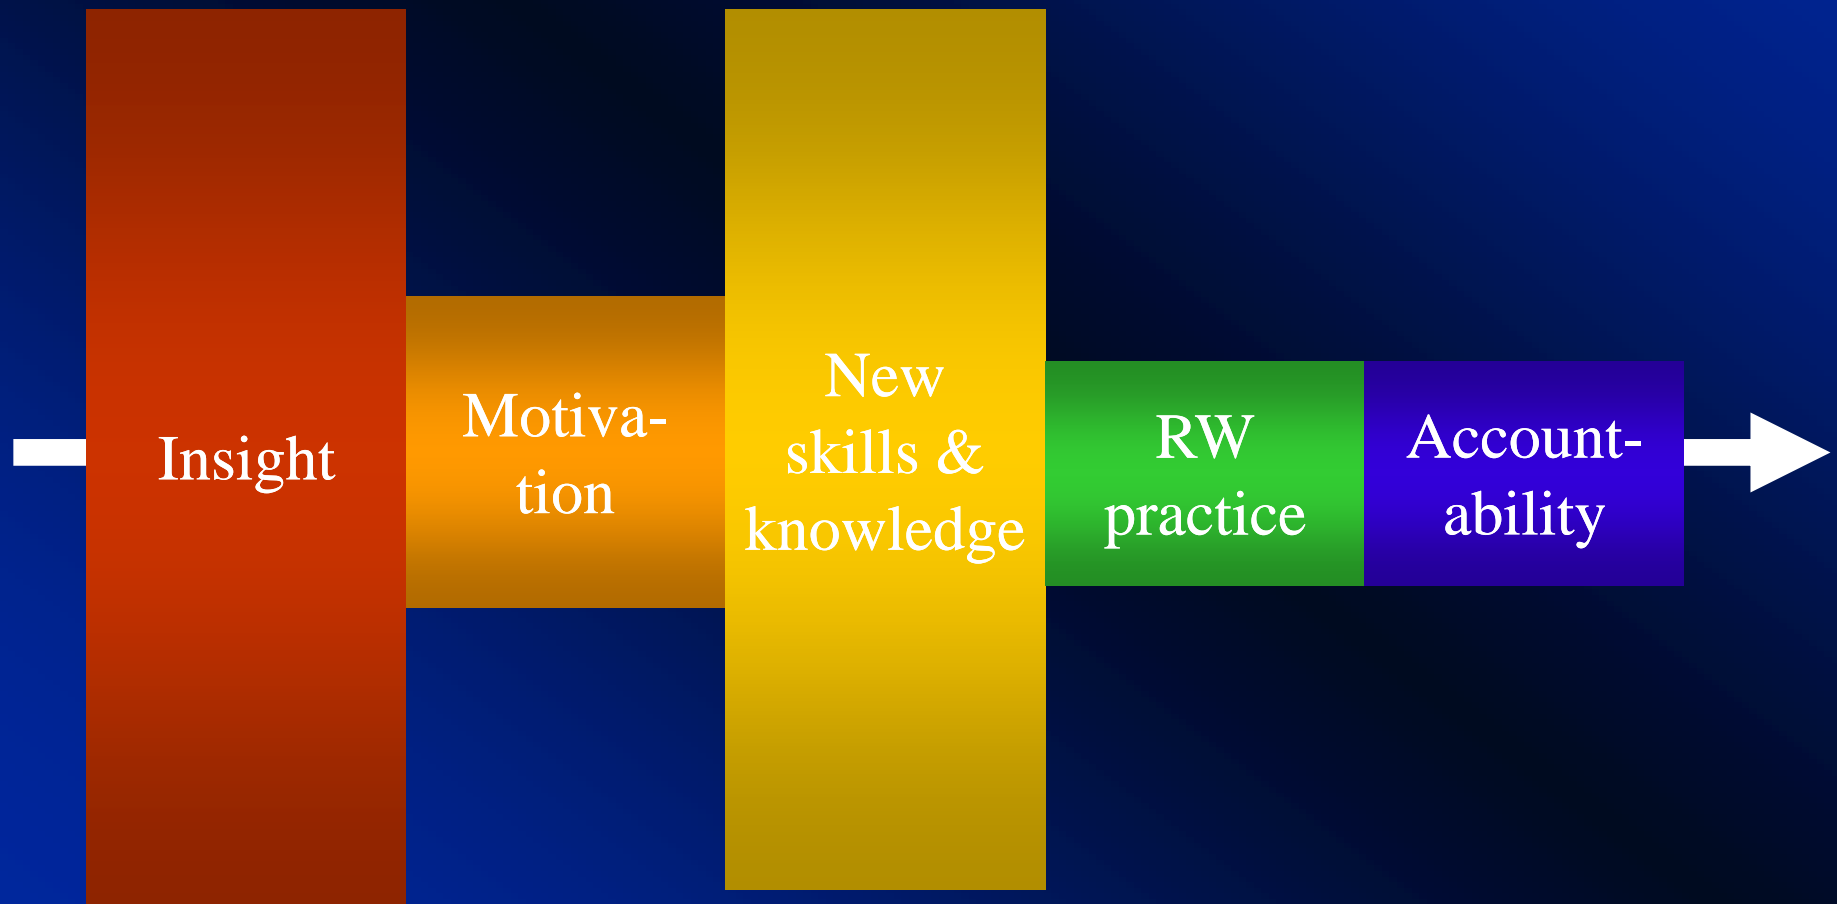 Insight
Motiva-
tion
New
skills &
knowledge
RW
practice
Account-
ability